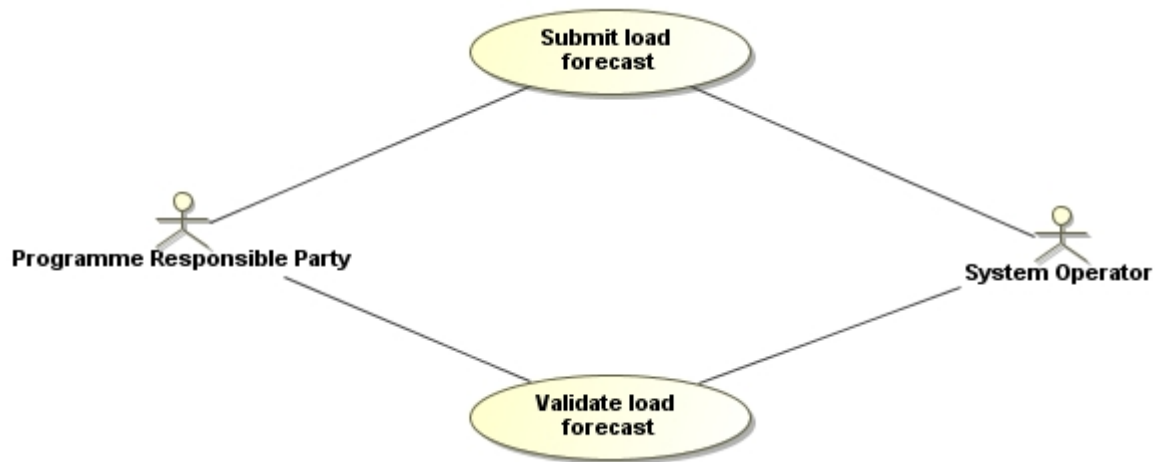 Submit load
forecast
Programme Responsible Party
System Operator
Validate load
forecast